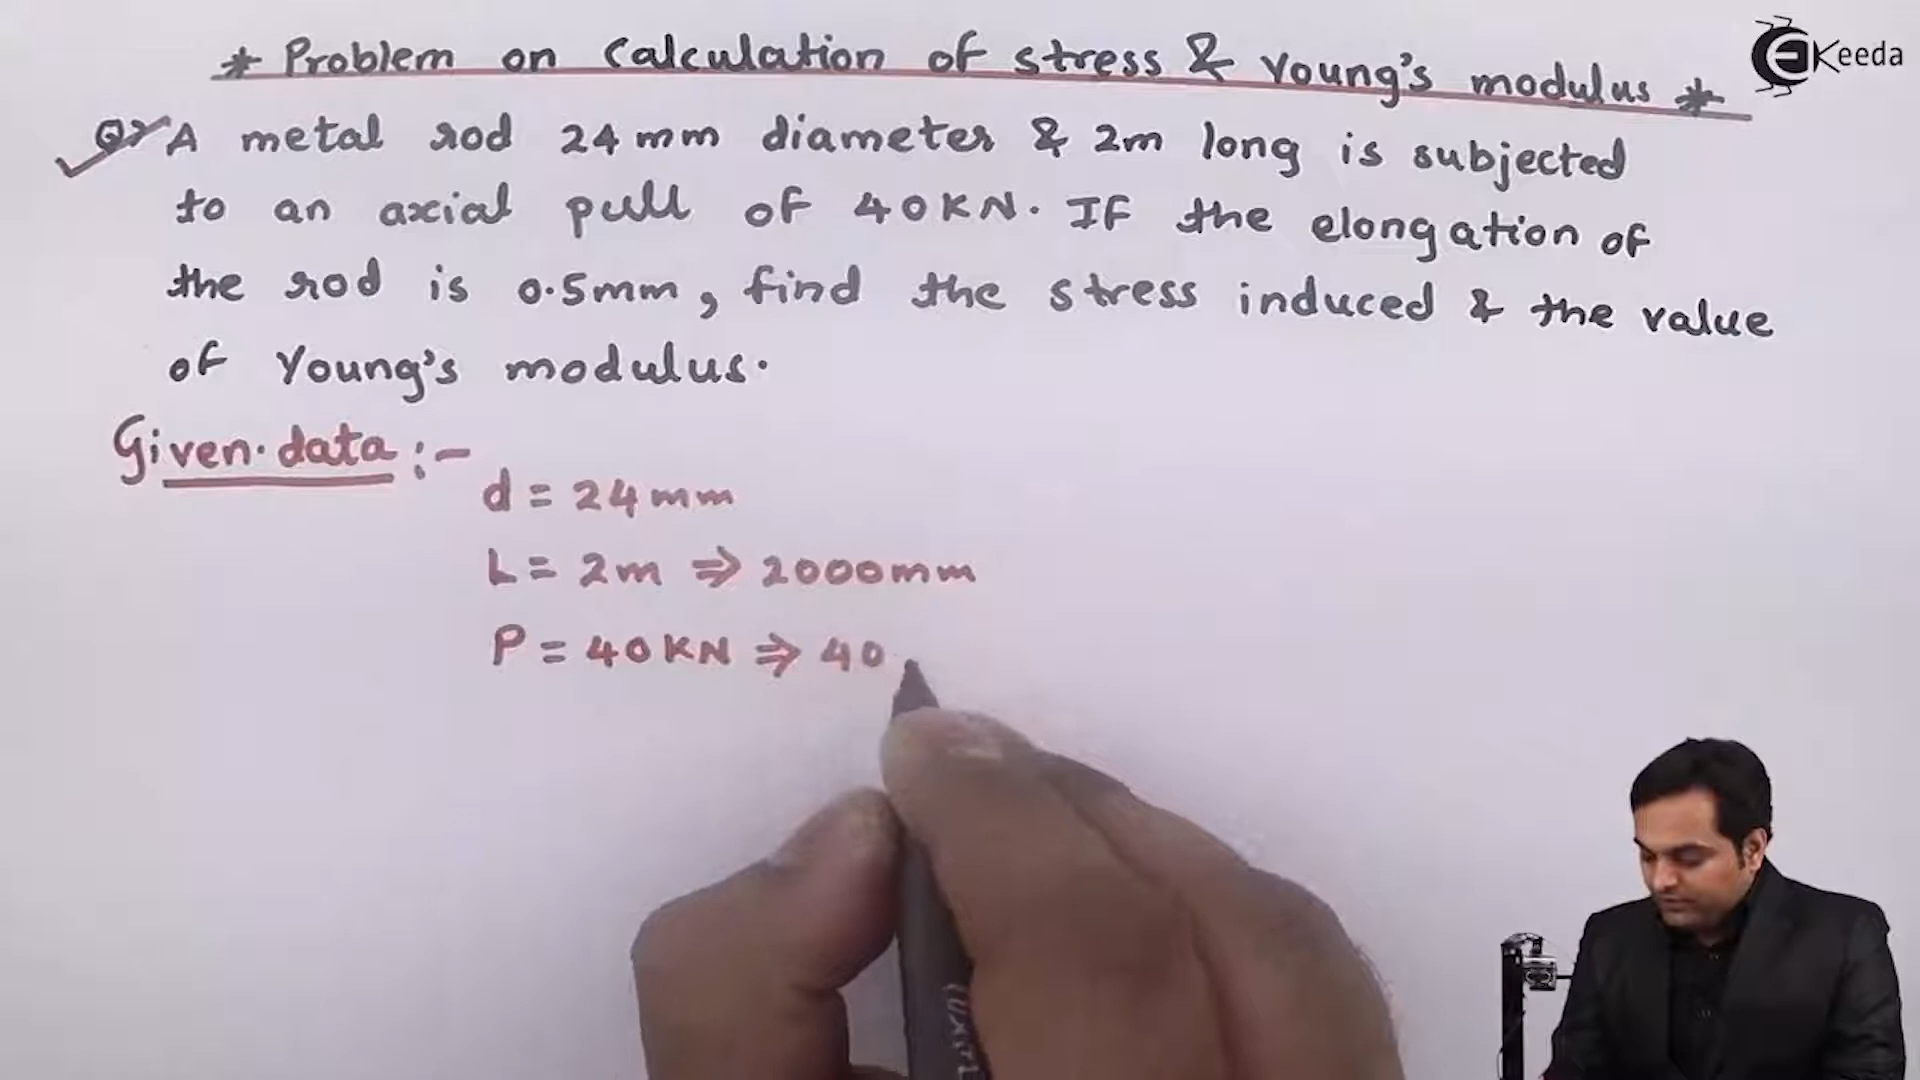 * Problem on Calculation of stress & Young's modulus *
EKeeda
Q> A metal rod 24 mm diameter & 2m long is subjected
to an axial pull of 40KN. If the elongation of
the rod is 0.5mm, find the stress induced & the value
of Young's modulus.
Given data :-
d = 24mm
L = 2m ⇒ 2000mm
P = 40KN ⇒ 40